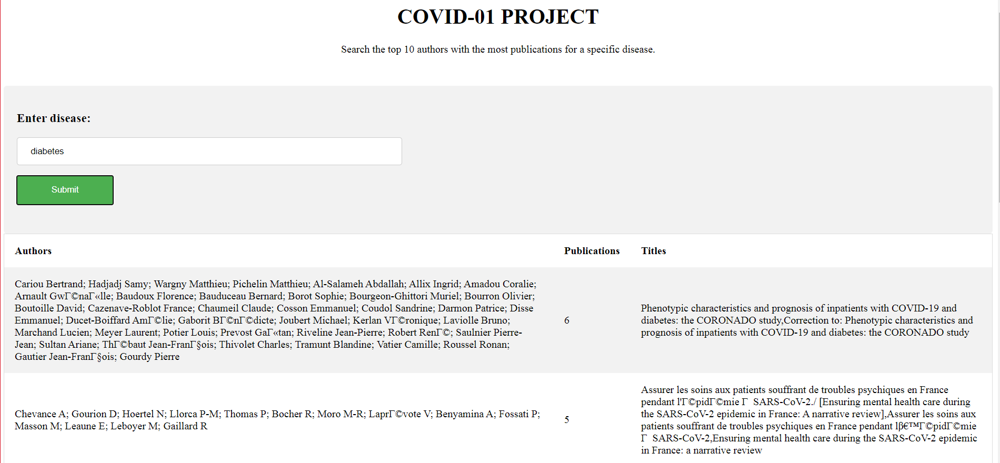 COVID-01 PROJECT
Search the top 10 authors with the most publications for a specific disease.
Enter disease:
diabetes
Submit
Authors
Publications
Titles
Cariou Bertrand; Hadjadj Samy; Wargny Matthieu; Pichelin Matthieu; Al-Salameh Abdallah; Allix Ingrid; Amadou Coralie;
Arnault GwΓ©naΓ«lle; Baudoux Florence; Bauduceau Bernard; Borot Sophie; Bourgeon-Ghittori Muriel; Bourron Olivier;
Boutoille David; Cazenave-Roblot France; Chaumeil Claude; Cosson Emmanuel; Coudol Sandrine; Darmon Patrice; Disse
Emmanuel; Ducet-Boiffard AmΓ©lie; Gaborit BΓ©nΓ©dicte; Joubert Michael; Kerlan VΓ©ronique; Laviolle Bruno;
Marchand Lucien; Meyer Laurent; Potier Louis; Prevost GaΓ«tan; Riveline Jean-Pierre; Robert RenΓ©; Saulnier Pierre-
Jean; Sultan Ariane; ThΓ©baut Jean-FranΓ§ois; Thivolet Charles; Tramunt Blandine; Vatier Camille; Roussel Ronan;
Gautier Jean-FranΓ§ois; Gourdy Pierre
6
Phenotypic characteristics and prognosis of inpatients with COVID-19 and
diabetes: the CORONADO study,Correction to: Phenotypic characteristics and
prognosis of inpatients with COVID-19 and diabetes: the CORONADO study
Chevance A; Gourion D; Hoertel N; Llorca P-M; Thomas P; Bocher R; Moro M-R; LaprΓ©vote V; Benyamina A; Fossati P;
Masson M; Leaune E; Leboyer M; Gaillard R
5
Assurer les soins aux patients souffrant de troubles psychiques en France
pendant l'Γ©pidΓ©mie Γ  SARS-CoV-2./ [Ensuring mental health care during
the SARS-CoV-2 epidemic in France: A narrative review],Assurer les soins aux
patients souffrant de troubles psychiques en France pendant lβ€™Γ©pidΓ©mie
Γ  SARS-CoV-2,Ensuring mental health care during the SARS-CoV-2 epidemic
in France: a narrative review